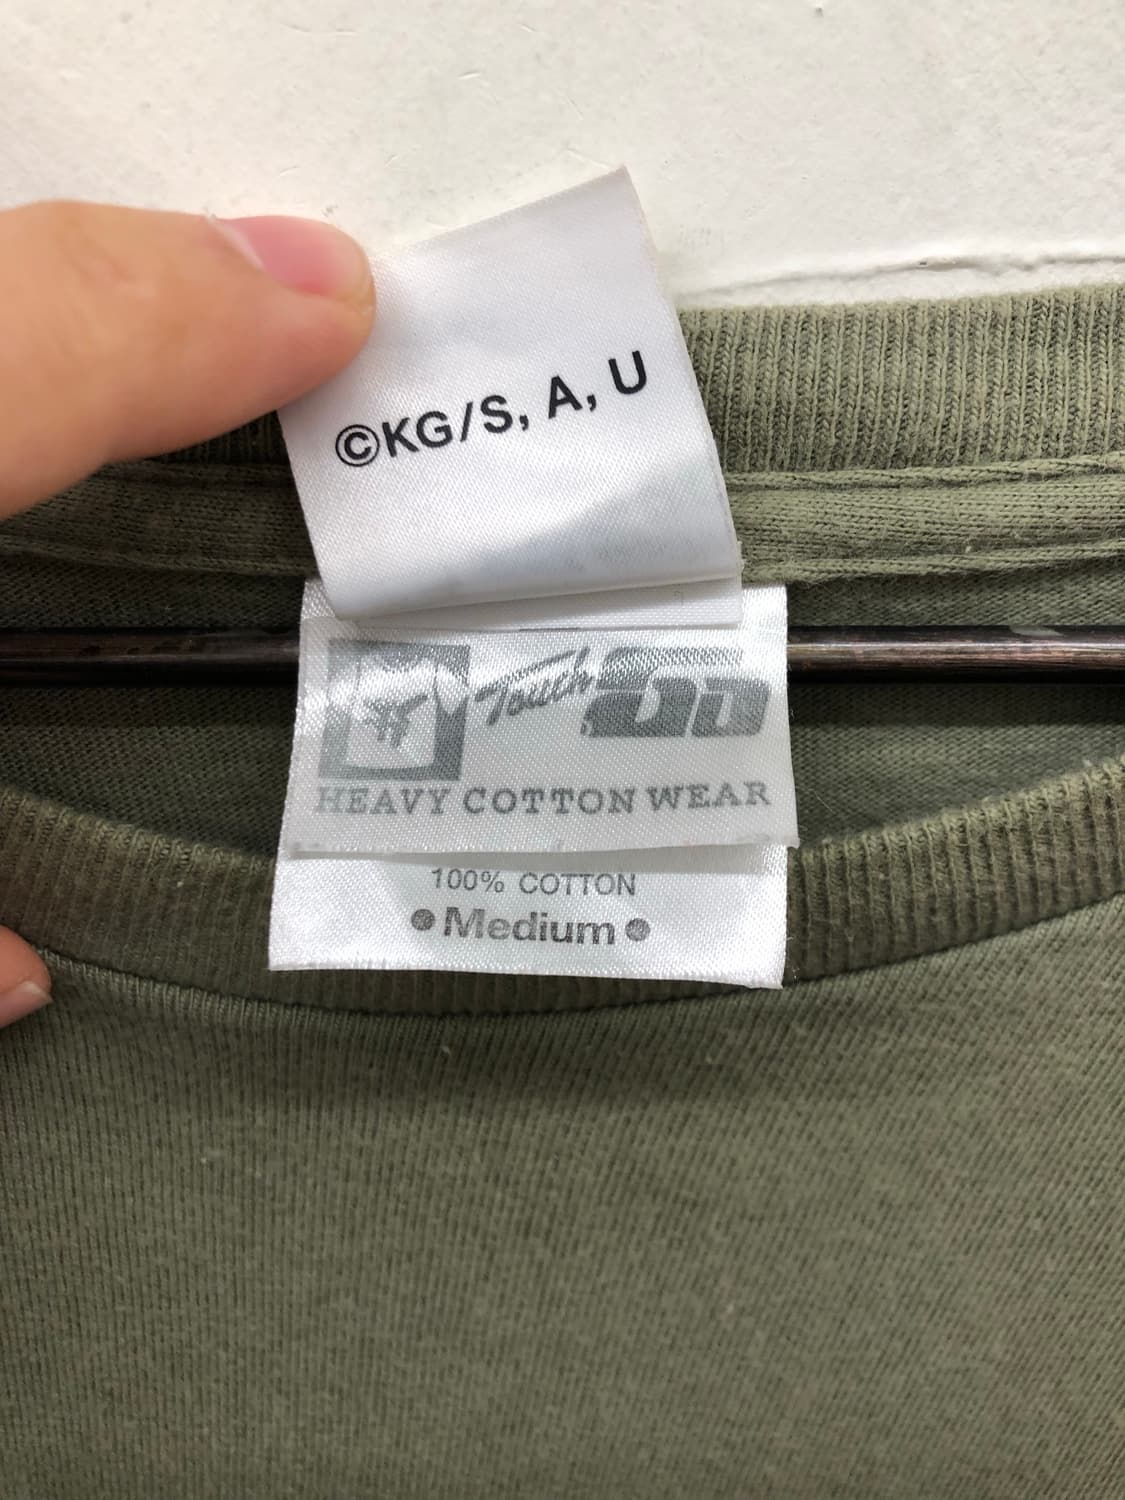 ©KG/S, A, U
Touch
HEAVY COTTON WEAR
100% COTTON
•Medium•